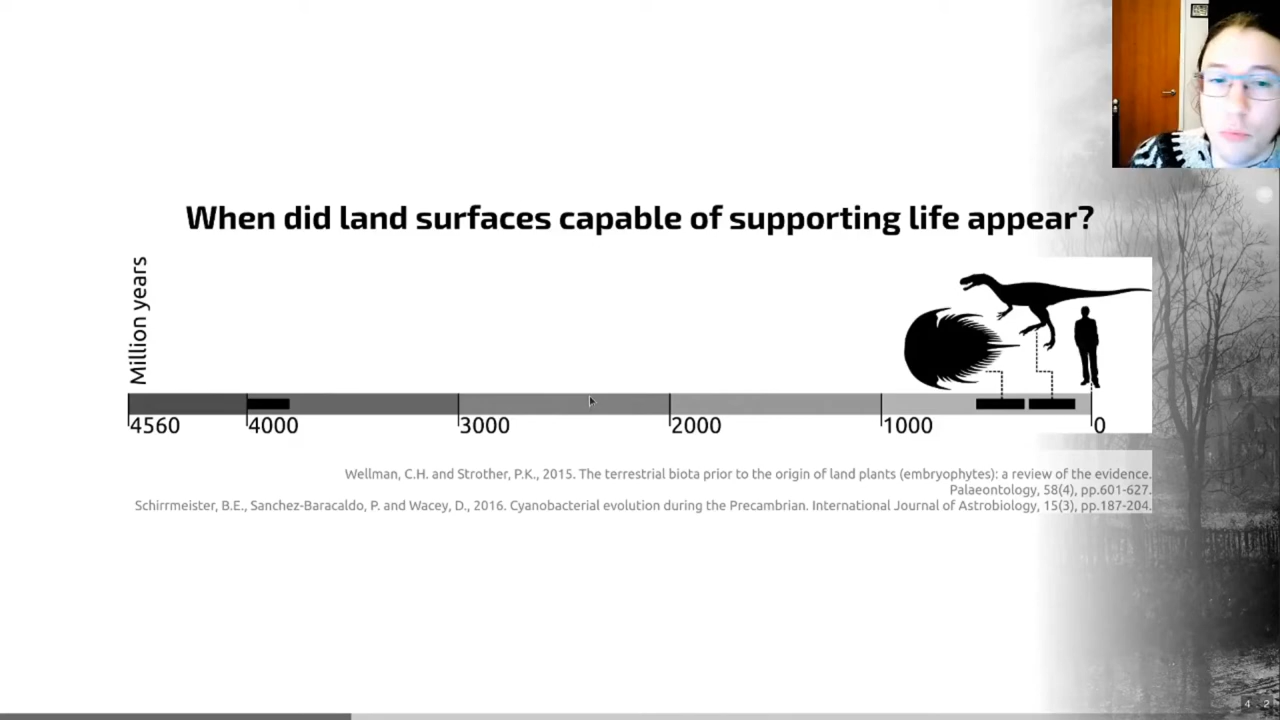 When did land surfaces capable of supporting life appear?
Million years
4560
4000
3000
2000
1000
0
Wellman, C.H. and Strother, P.K., 2015. The terrestrial biota prior to the origin of land plants (embryophytes): a review of the evidence.
Palaeontology, 58(4), pp.601-627.
Schirrmeister, B.E., Sanchez-Baracaldo, P. and Wacey, D., 2016. Cyanobacterial evolution during the Precambrian. International Journal of Astrobiology, 15(3), pp.187-204.
4 2